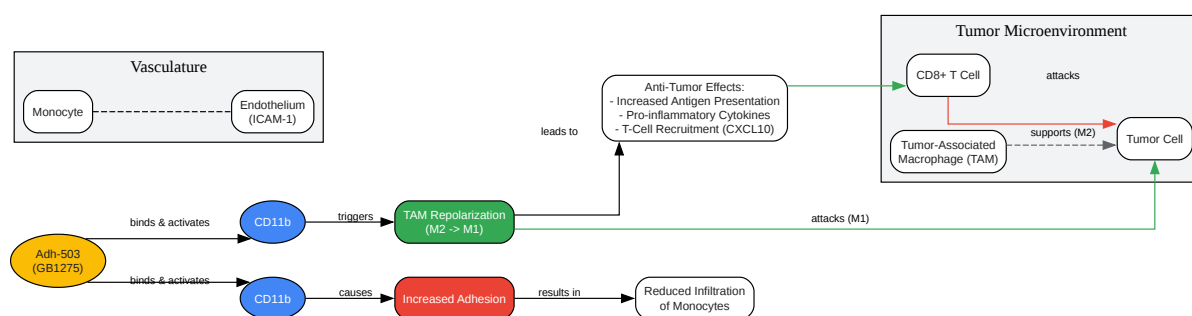 Tumor Microenvironment
Vasculature
Monocyte
Endothelium
(ICAM-1)
Anti-Tumor Effects:
- Increased Antigen Presentation
- Pro-inflammatory Cytokines
- T-Cell Recruitment (CXCL10)
CD8+ T Cell
attacks
supports (M2)
Tumor-Associated
Macrophage (TAM)
Tumor Cell
leads to
Adh-503
(GB1275)
binds & activates
CD11b
triggers
TAM Repolarization
(M2 -> M1)
attacks (M1)
binds & activates
CD11b
causes
Increased Adhesion
results in
Reduced Infiltration
of Monocytes